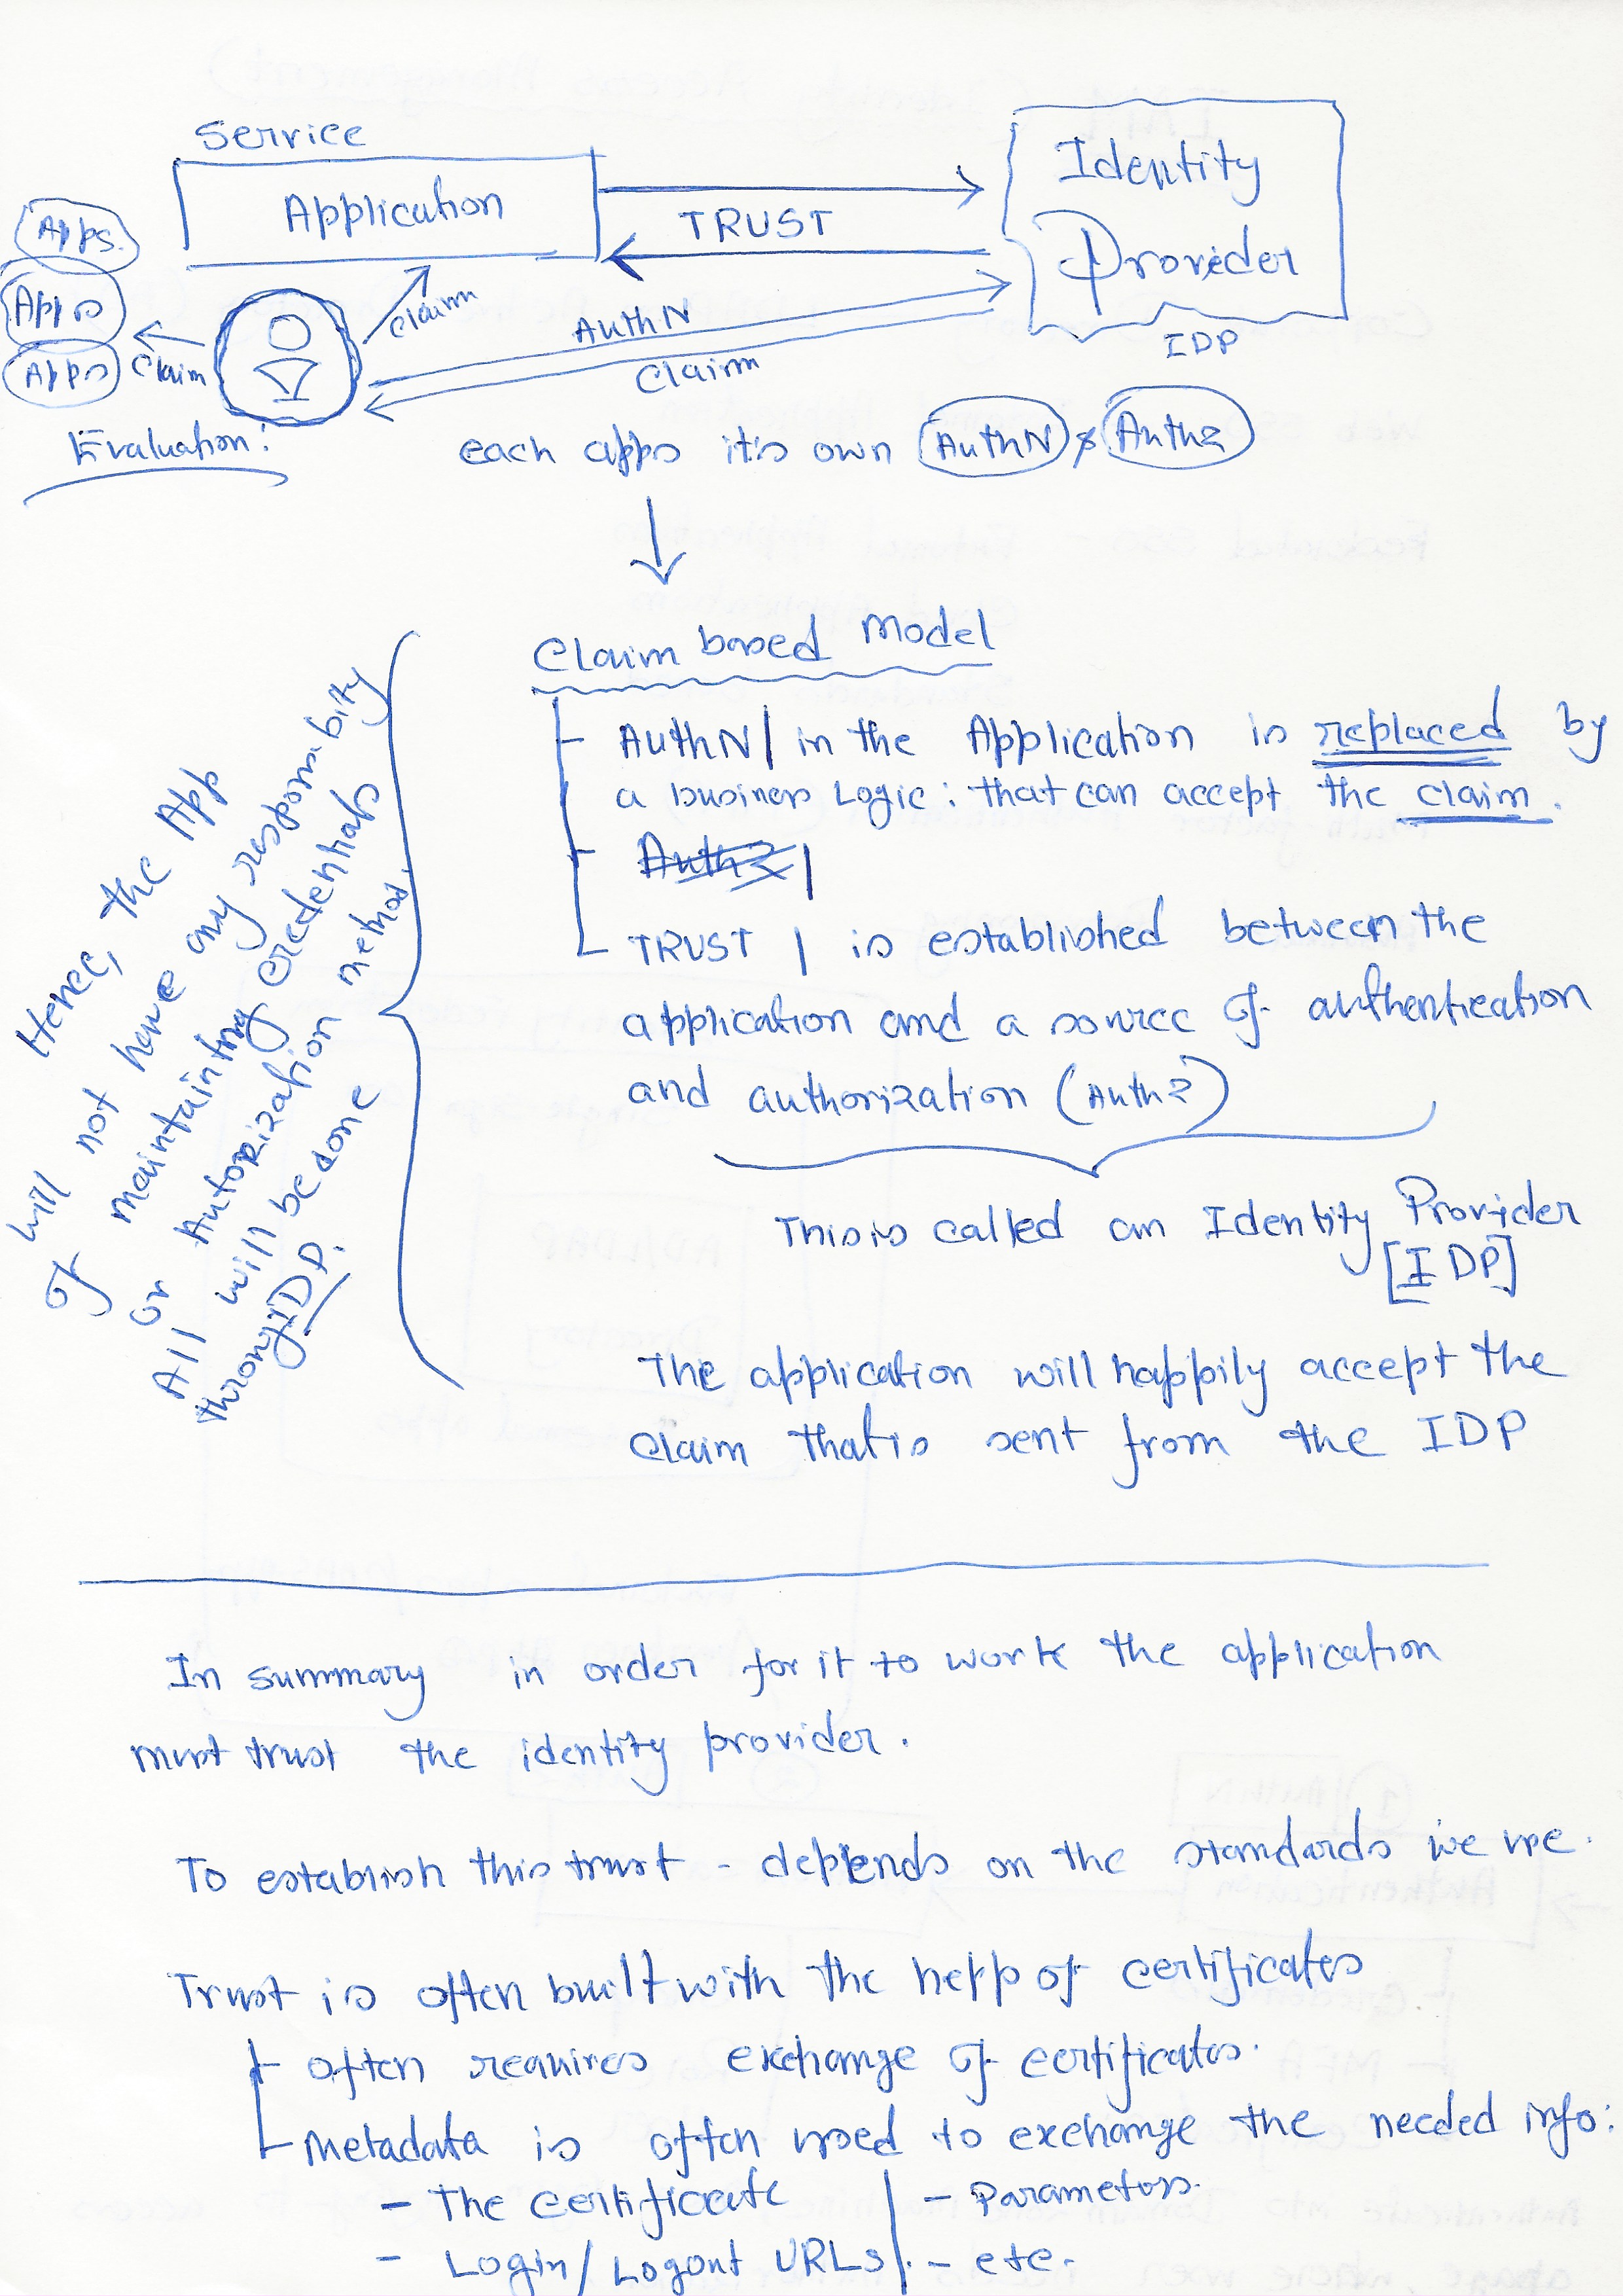 Service
Application
TRUST
Identity
Provider
IDP
Apps.
Apps
Apps
Claim
Claim
AuthN
Claim
Evaluation:
each apps it's own AuthN & AuthZ
Claim based Model
AuthN | in the Application is replaced by
a business Logic : that can accept the claim.
AuthZ |
TRUST | is established between the
application and a source of authentication
and authorization (AuthZ)
This is called an Identity Provider
[IDP]
The application will happily accept the
claim that is sent from the IDP
Hence, the App
will not have any responsibility
of maintaining credentials
or Autorization method.
All will be done
throug IDP.
In summary in order for it to work the application
must trust the identity provider.
To establish this trust - depends on the standards we use.
Trust is often built with the help of certificates
often requires exchange of certificates.
Metadata is often used to exchange the needed info:
- The certificate | - Parameters.
- Login/Logout URLs | - etc.